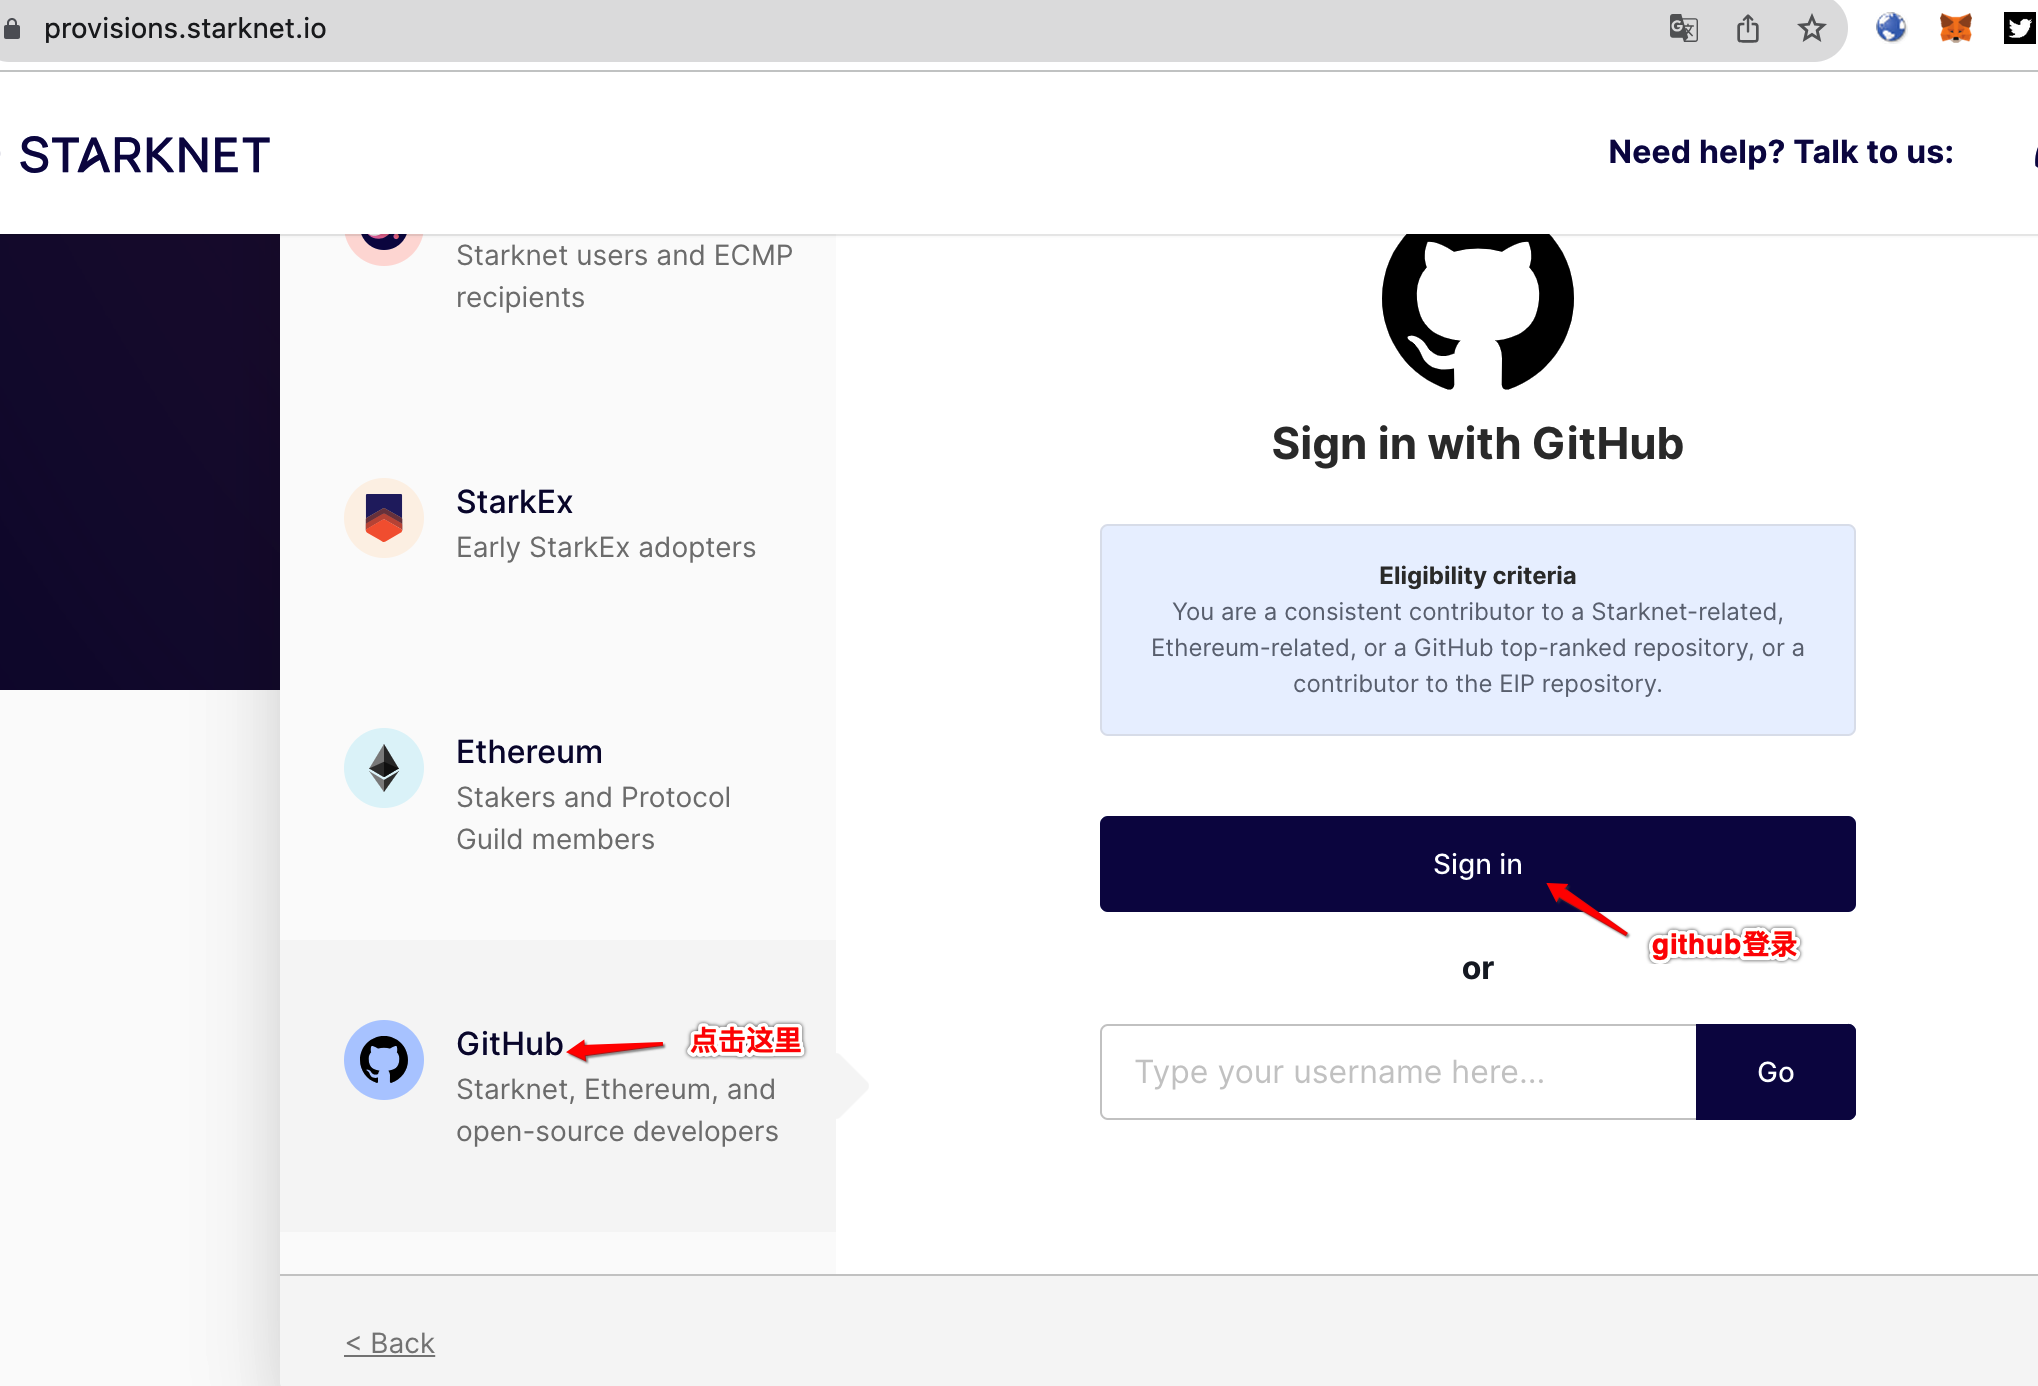 provisions.starknet.io
STARKNET
Need help? Talk to us:
Starknet users and ECMP
recipients
StarkEx
Early StarkEx adopters
Ethereum
Stakers and Protocol
Guild members
GitHub
点击这里
Starknet, Ethereum, and
open-source developers
Sign in with GitHub
Eligibility criteria
You are a consistent contributor to a Starknet-related,
Ethereum-related, or a GitHub top-ranked repository, or a
contributor to the EIP repository.
Sign in
github登录
or
Type your username here...
Go
< Back